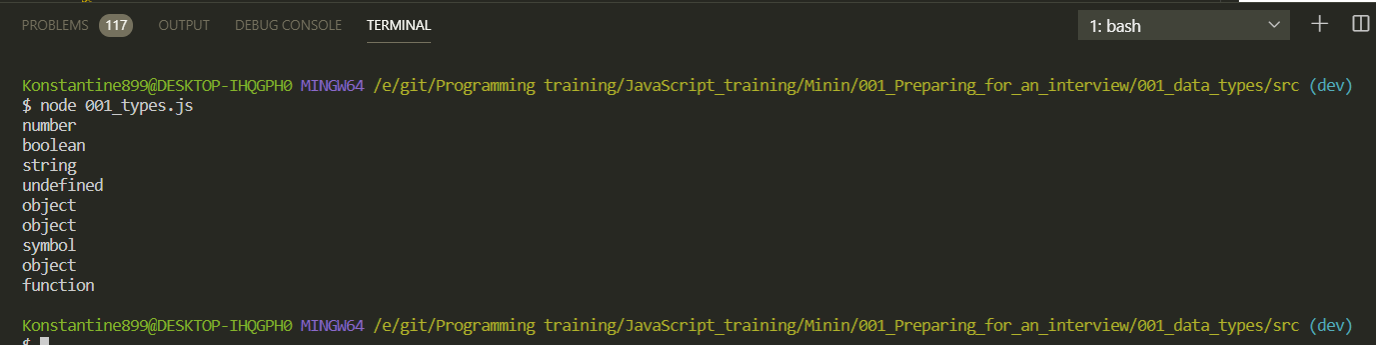 PROBLEMS 117 OUTPUT DEBUG CONSOLE TERMINAL 1: bash
Konstantine899@DESKTOP-IHQGPH0 MINGW64 /e/git/Programming training/JavaScript_training/Minin/001_Preparing_for_an_interview/001_data_types/src (dev)
$ node 001_types.js
number
boolean
string
undefined
object
object
symbol
object
function
Konstantine899@DESKTOP-IHQGPH0 MINGW64 /e/git/Programming training/JavaScript_training/Minin/001_Preparing_for_an_interview/001_data_types/src (dev)
$